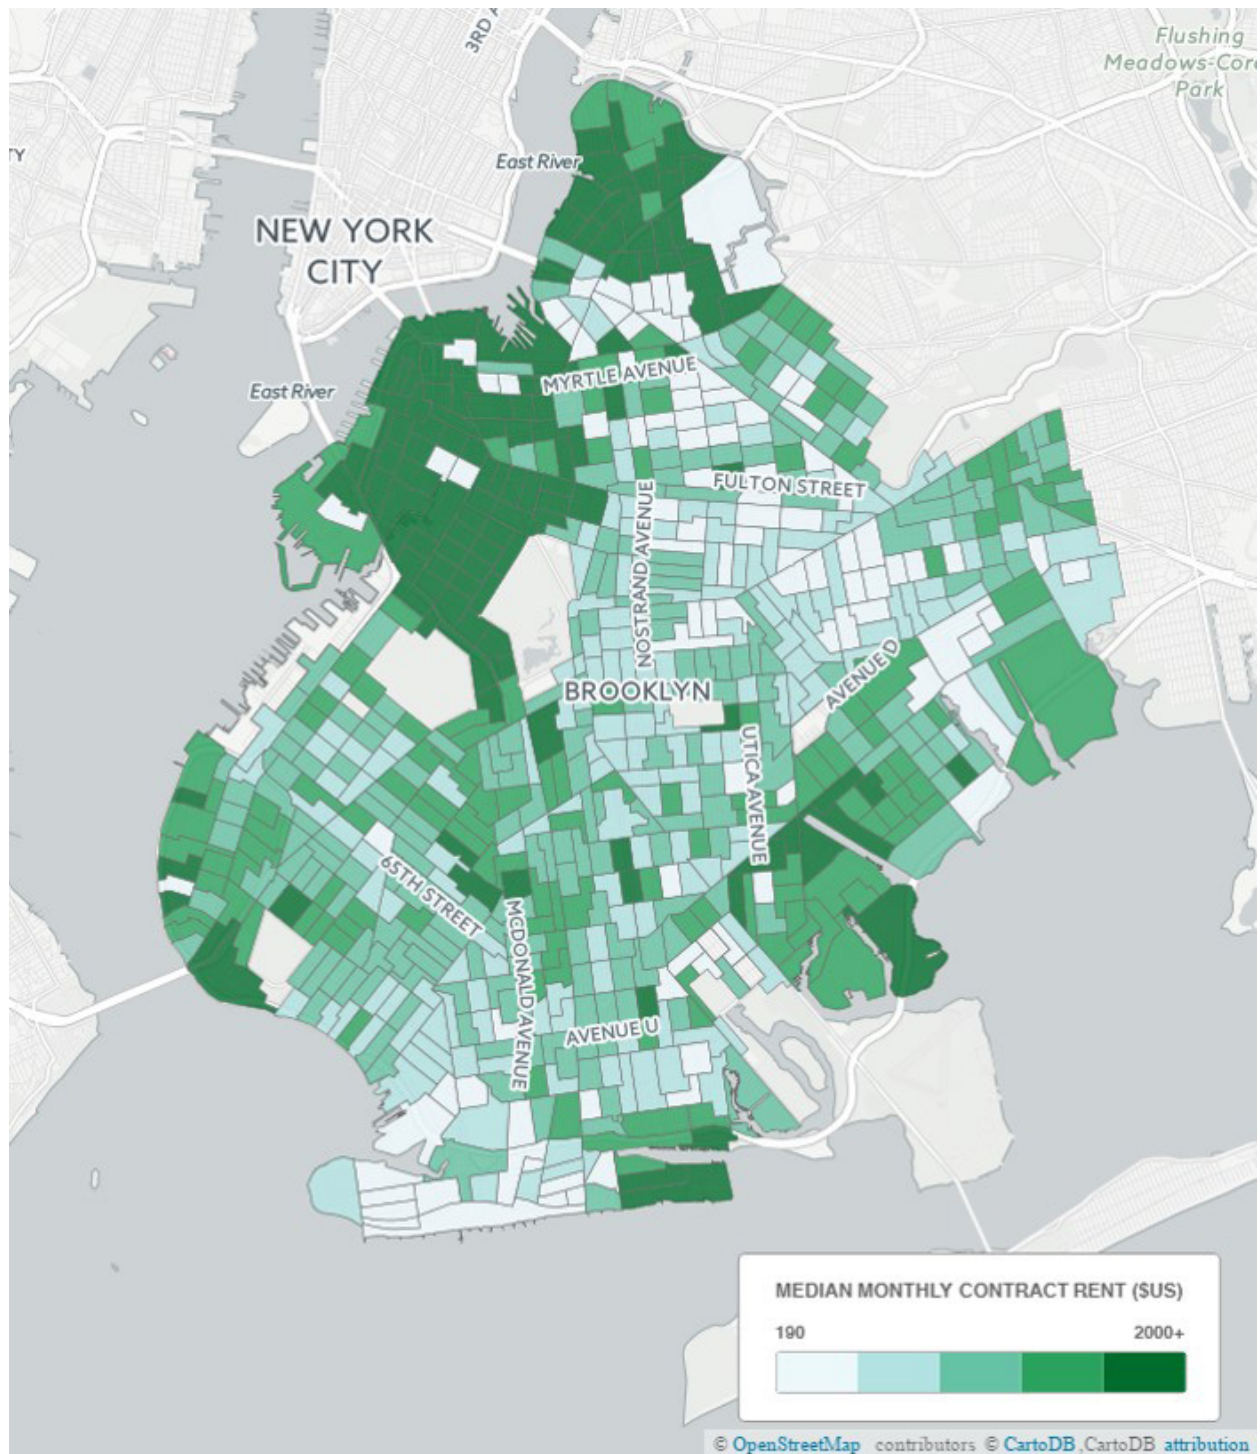 3RD A
Flushing
Meadows-Coro
Park
TY
East River
NEW YORK
CITY
East River
MYRTLE AVENUE
FULTON STREET
NOSTRAND AVENUE
AVENUE D
BROOKLYN
UTICA AVENUE
65TH STREET
MCDONALD AVENUE
AVENUE U
MEDIAN MONTHLY CONTRACT RENT ($US)
190 2000+
© OpenStreetMap contributors © CartoDB ,CartoDB attribution